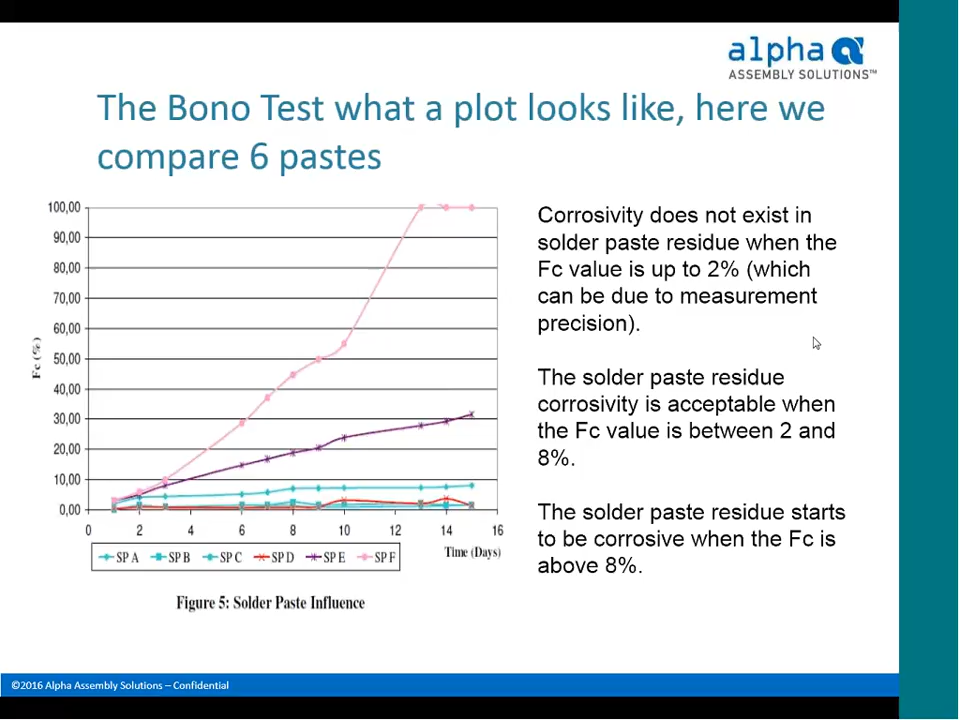 alpha
ASSEMBLY SOLUTIONS™
The Bono Test what a plot looks like, here we
compare 6 pastes
100,00
90,00
80,00
70,00
60,00
50,00
40,00
30,00
20,00
10,00
0,00
Fc (%)
0 2 4 6 8 10 12 14 16
Time (Days)
SP A SP B SP C SP D SP E SP F
Figure 5: Solder Paste Influence
Corrosivity does not exist in
solder paste residue when the
Fc value is up to 2% (which
can be due to measurement
precision).
The solder paste residue
corrosivity is acceptable when
the Fc value is between 2 and
8%.
The solder paste residue starts
to be corrosive when the Fc is
above 8%.
©2016 Alpha Assembly Solutions – Confidential